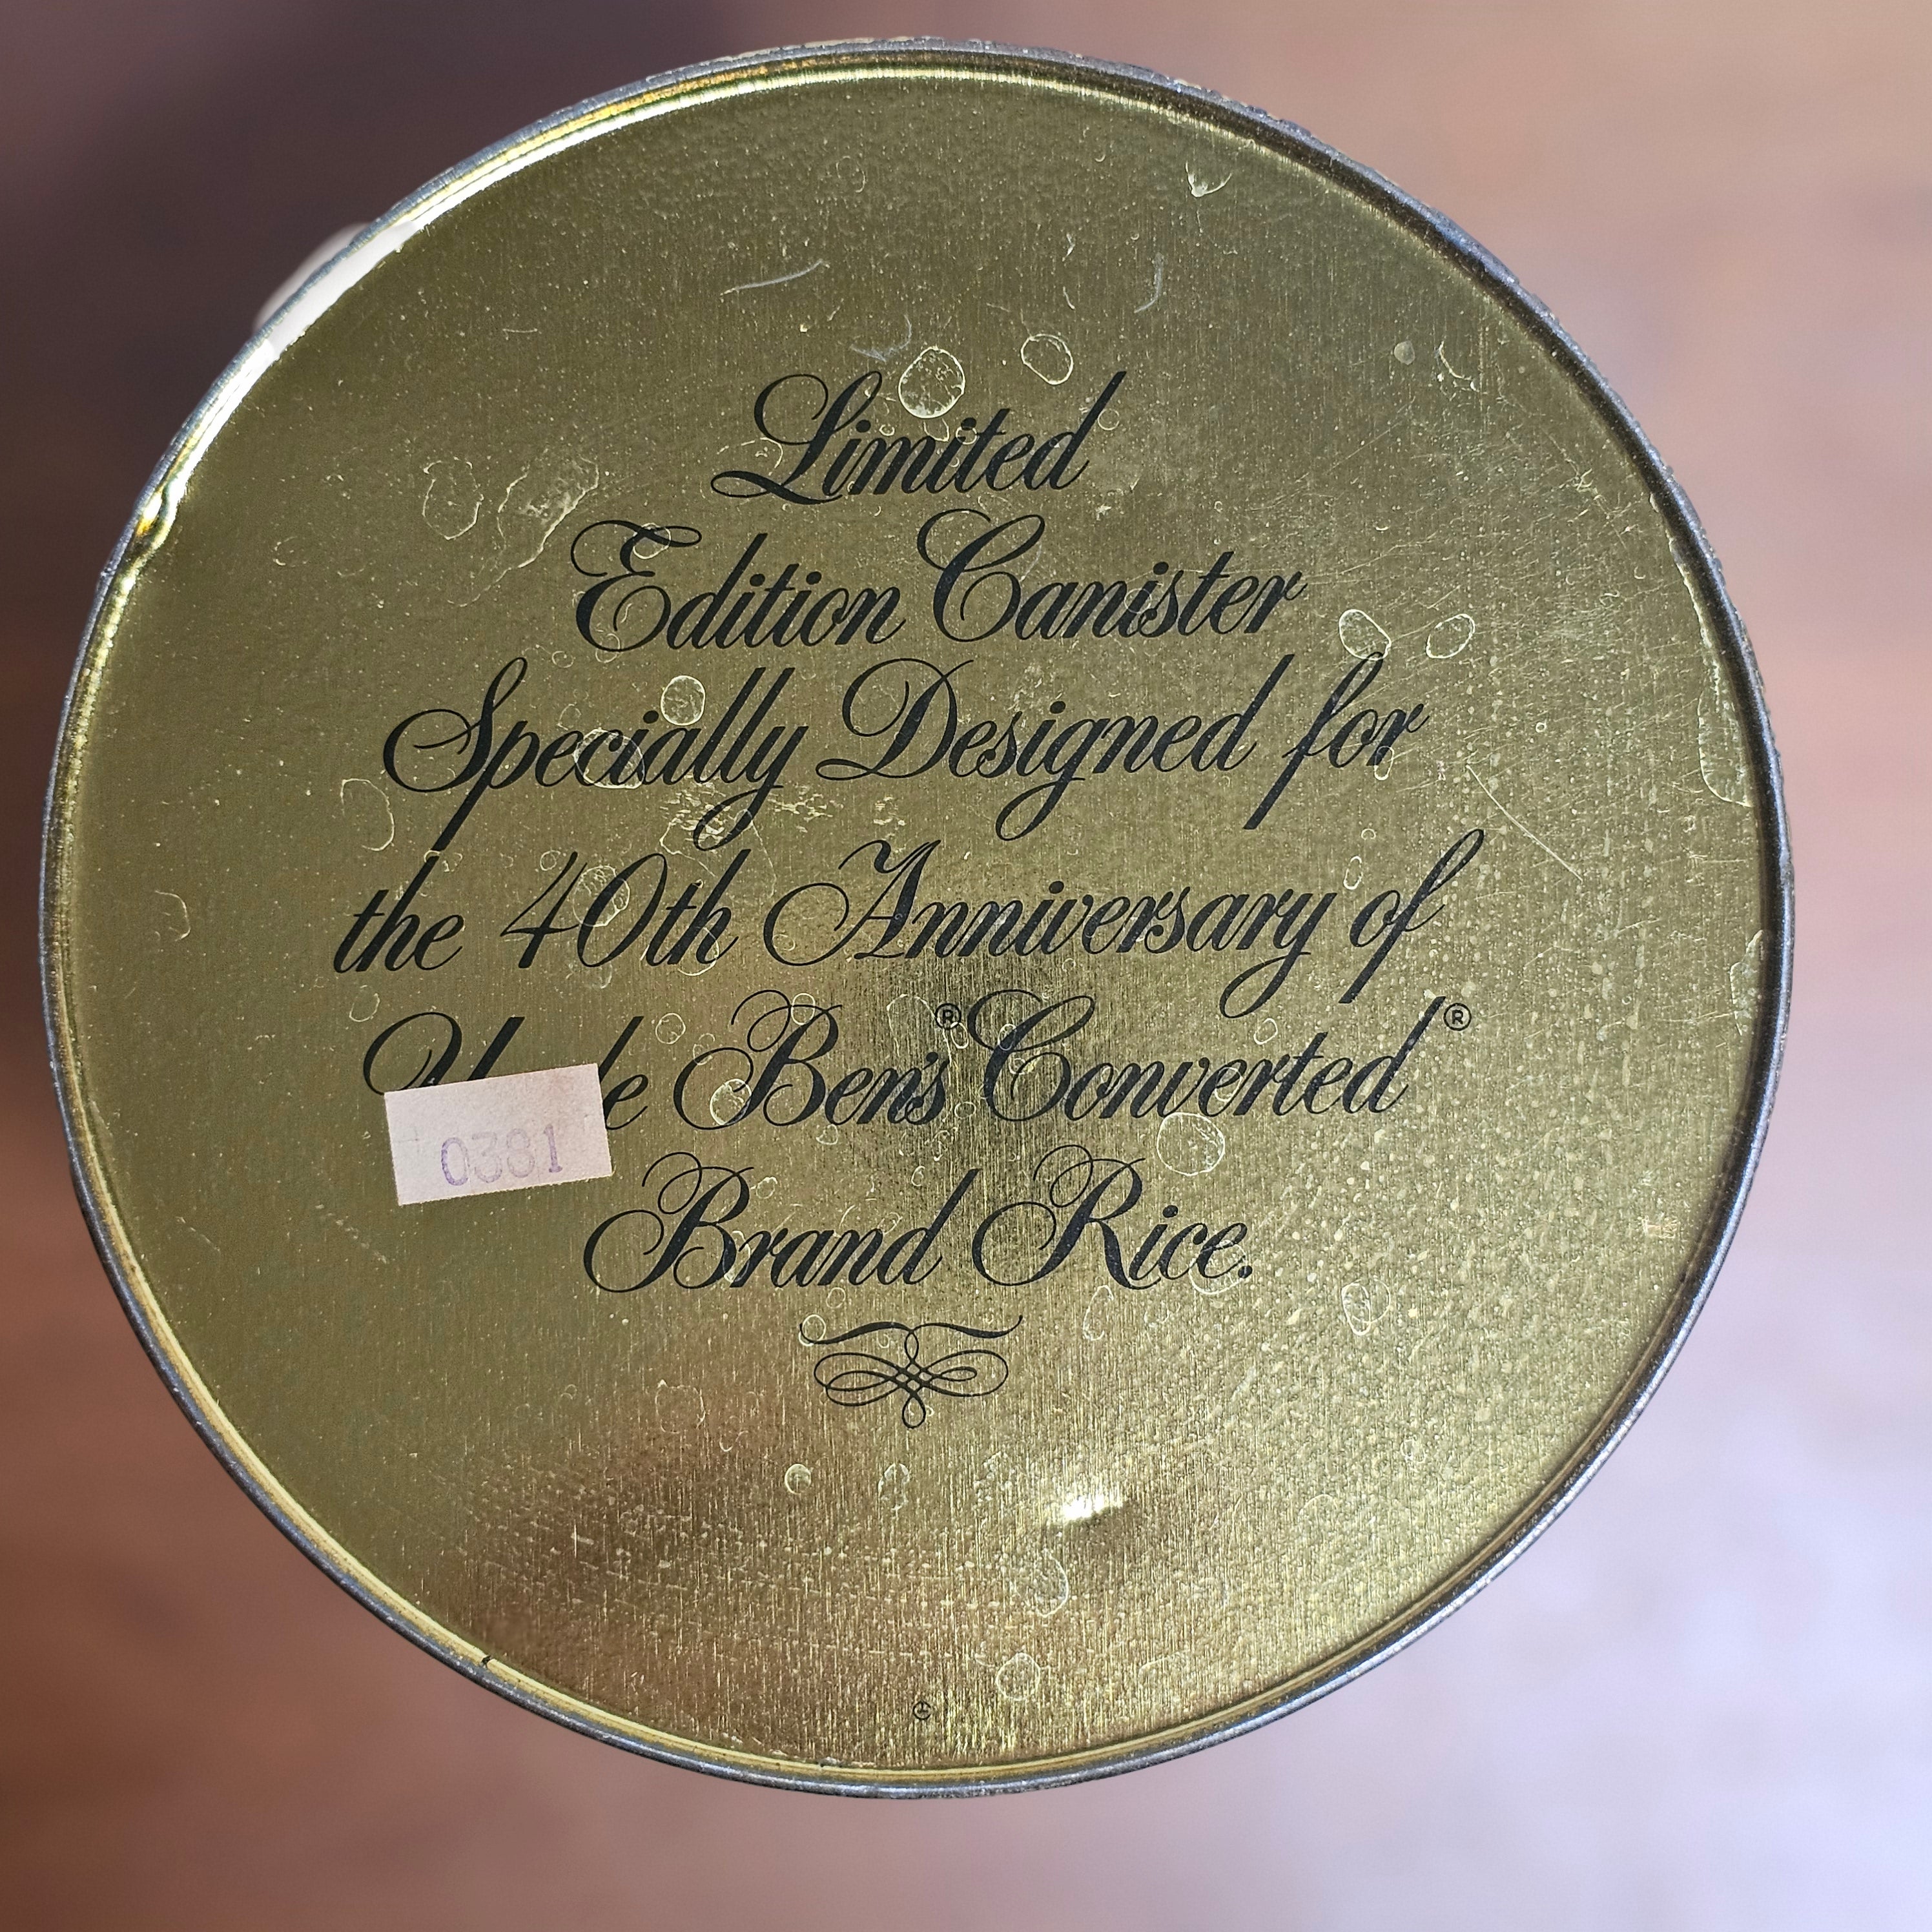 Limited
Edition Canister
Specially Designed for
the 40th Anniversary of
Ben's® Converted®
0381
Brand Rice.